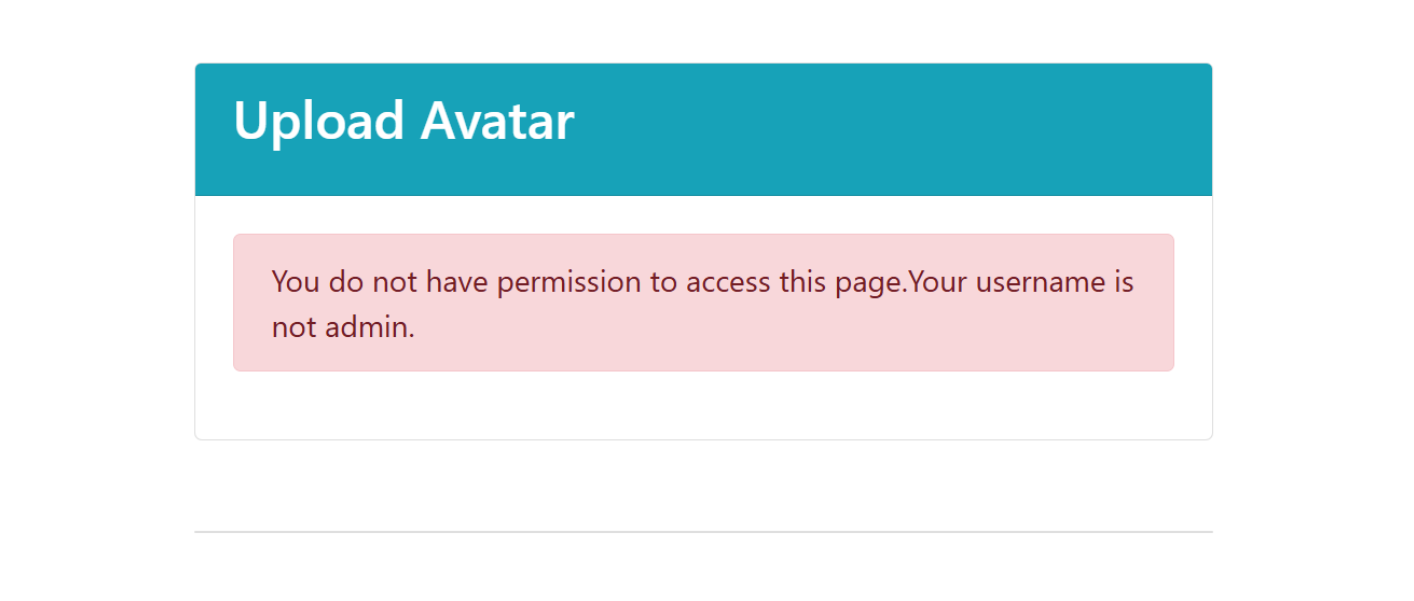 Upload Avatar
You do not have permission to access this page.Your username is
not admin.